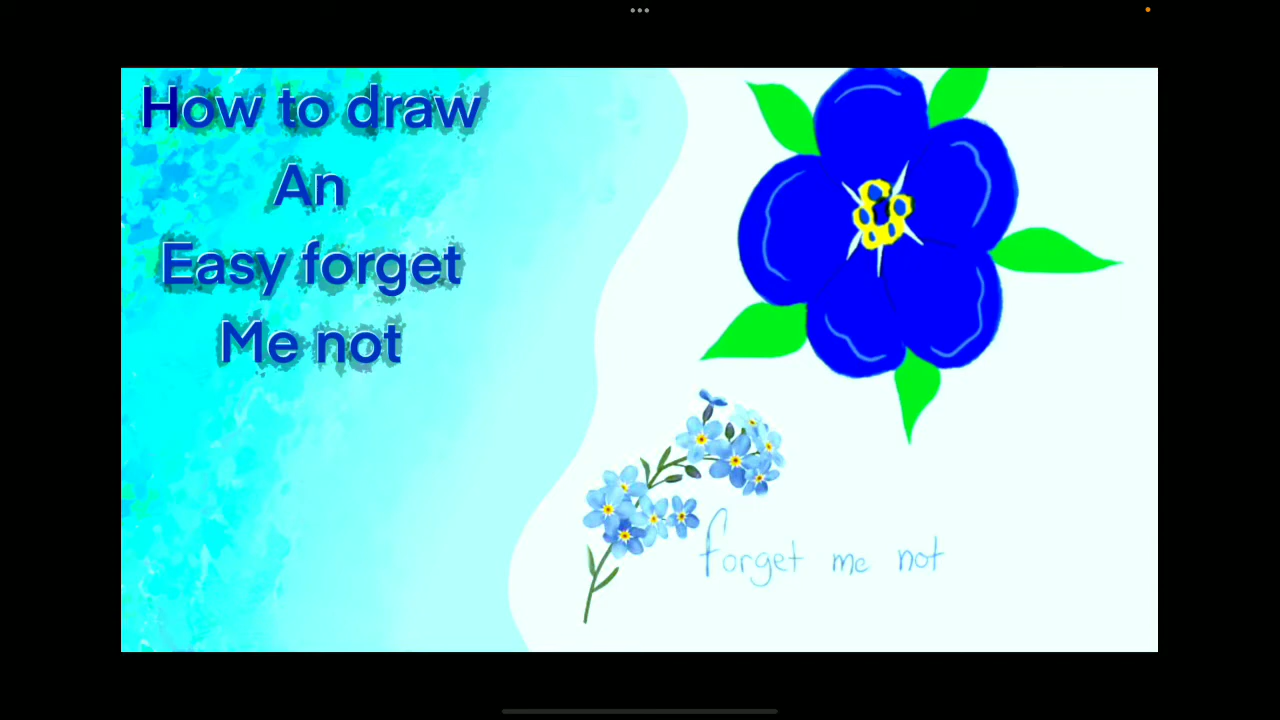 How to draw
An
Easy forget
Me not
forget me not